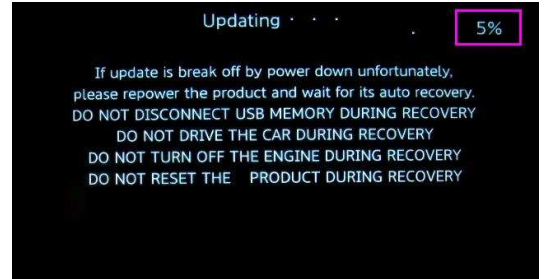 Updating · · ·
5%
If update is break off by power down unfortunately,
please repower the product and wait for its auto recovery.
DO NOT DISCONNECT USB MEMORY DURING RECOVERY
DO NOT DRIVE THE CAR DURING RECOVERY
DO NOT TURN OFF THE ENGINE DURING RECOVERY
DO NOT RESET THE PRODUCT DURING RECOVERY